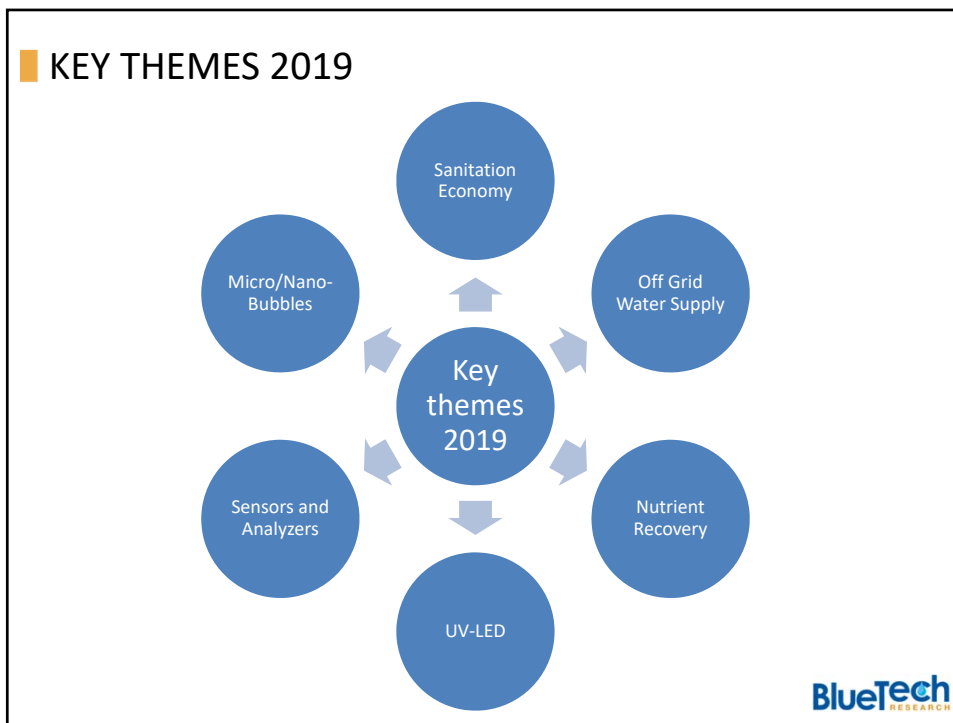 KEY THEMES 2019
Sanitation
Economy
Off Grid
Water Supply
Nutrient
Recovery
UV-LED
Sensors and
Analyzers
Micro/Nano-
Bubbles
Key
themes
2019
BlueTech
RESEARCH